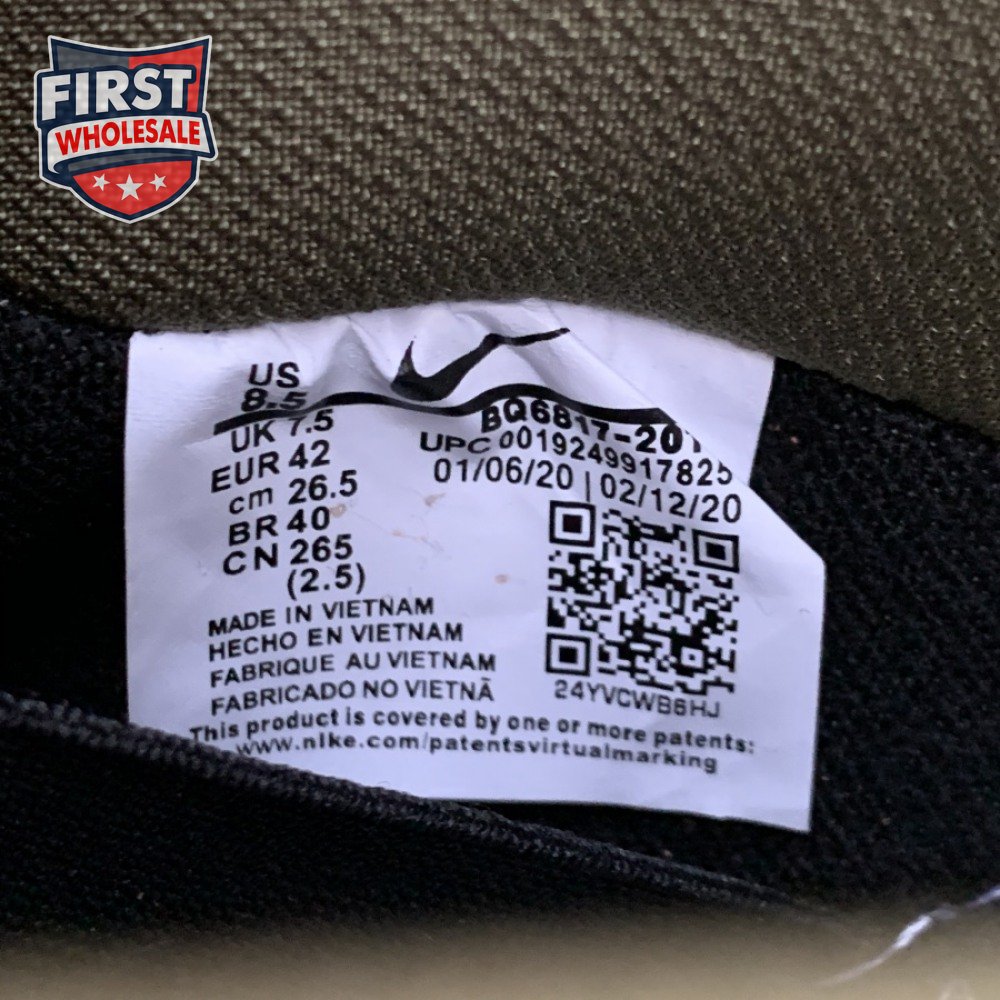 FIRST
WHOLESALE
US
8.5
UK 7.5
EUR 42
cm 26.5
BR 40
CN 265
(2.5)
BQ6817-201
UPC 00192499917825
01/06/20 | 02/12/20
24YVCWB6HJ
MADE IN VIETNAM
HECHO EN VIETNAM
FABRIQUE AU VIETNAM
FABRICADO NO VIETNÃ
This product is covered by one or more patents:
www.nike.com/patentsvirtualmarking